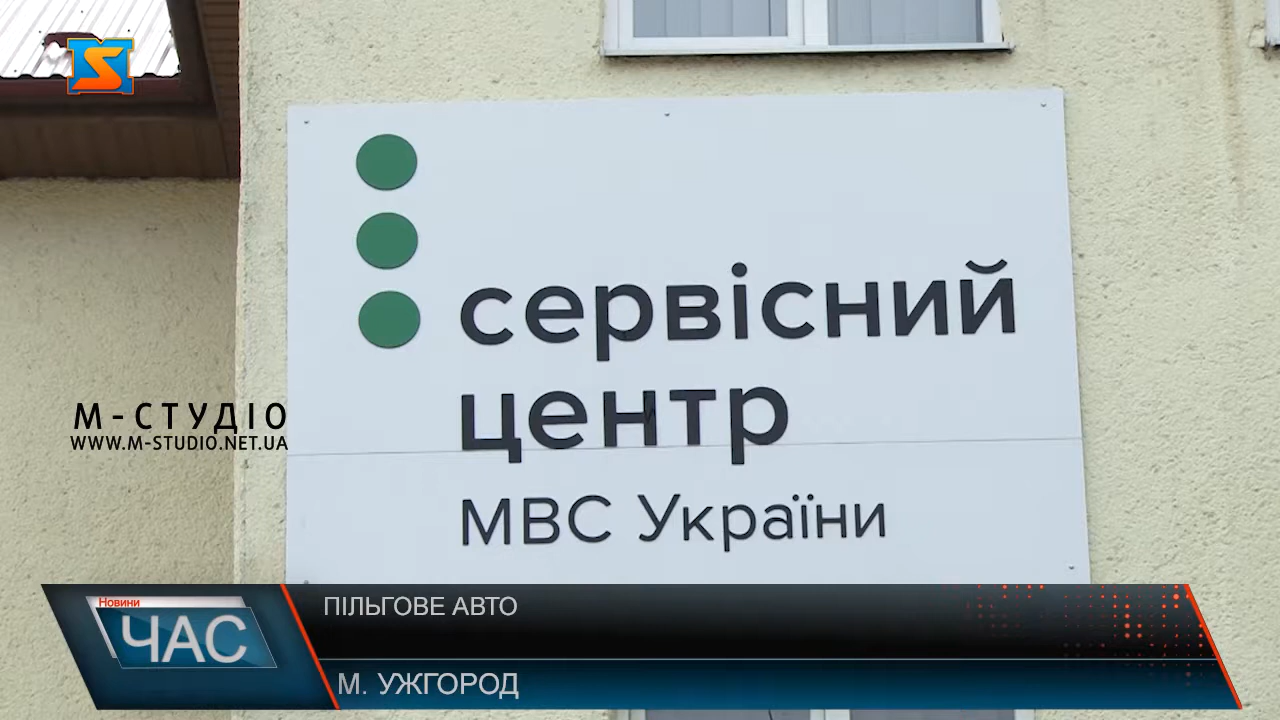 сервісний
центр
МВС України
М-СТУДІО
WWW.M-STUDIO.NET.UA
Новини
ЧАС
ПІЛЬГОВЕ АВТО
М. УЖГОРОД